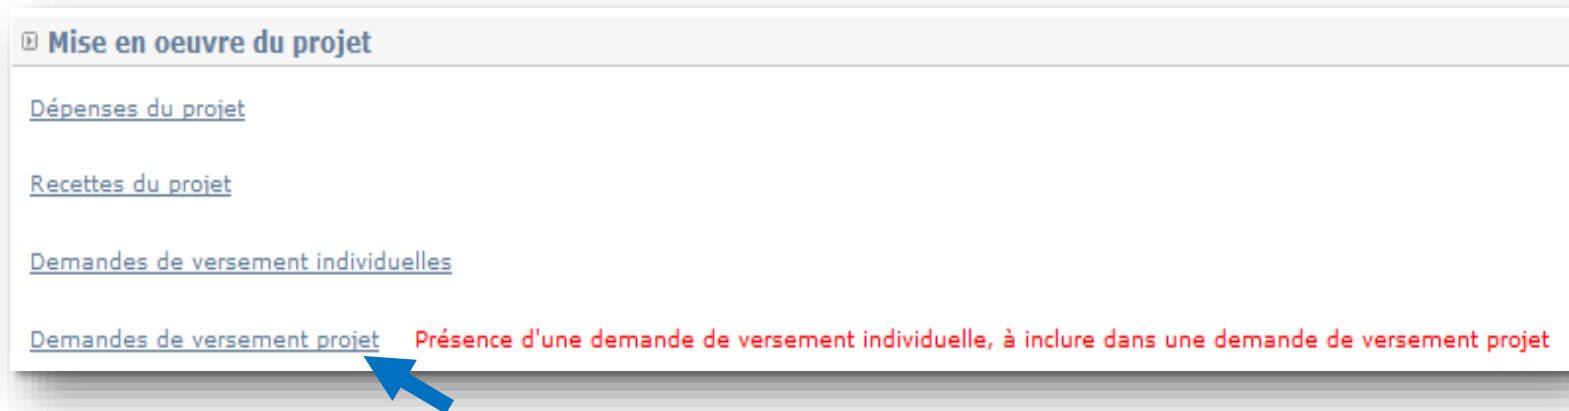 Mise en oeuvre du projet
Dépenses du projet
Recettes du projet
Demandes de versement individuelles
Demandes de versement projet Présence d'une demande de versement individuelle, à inclure dans une demande de versement projet